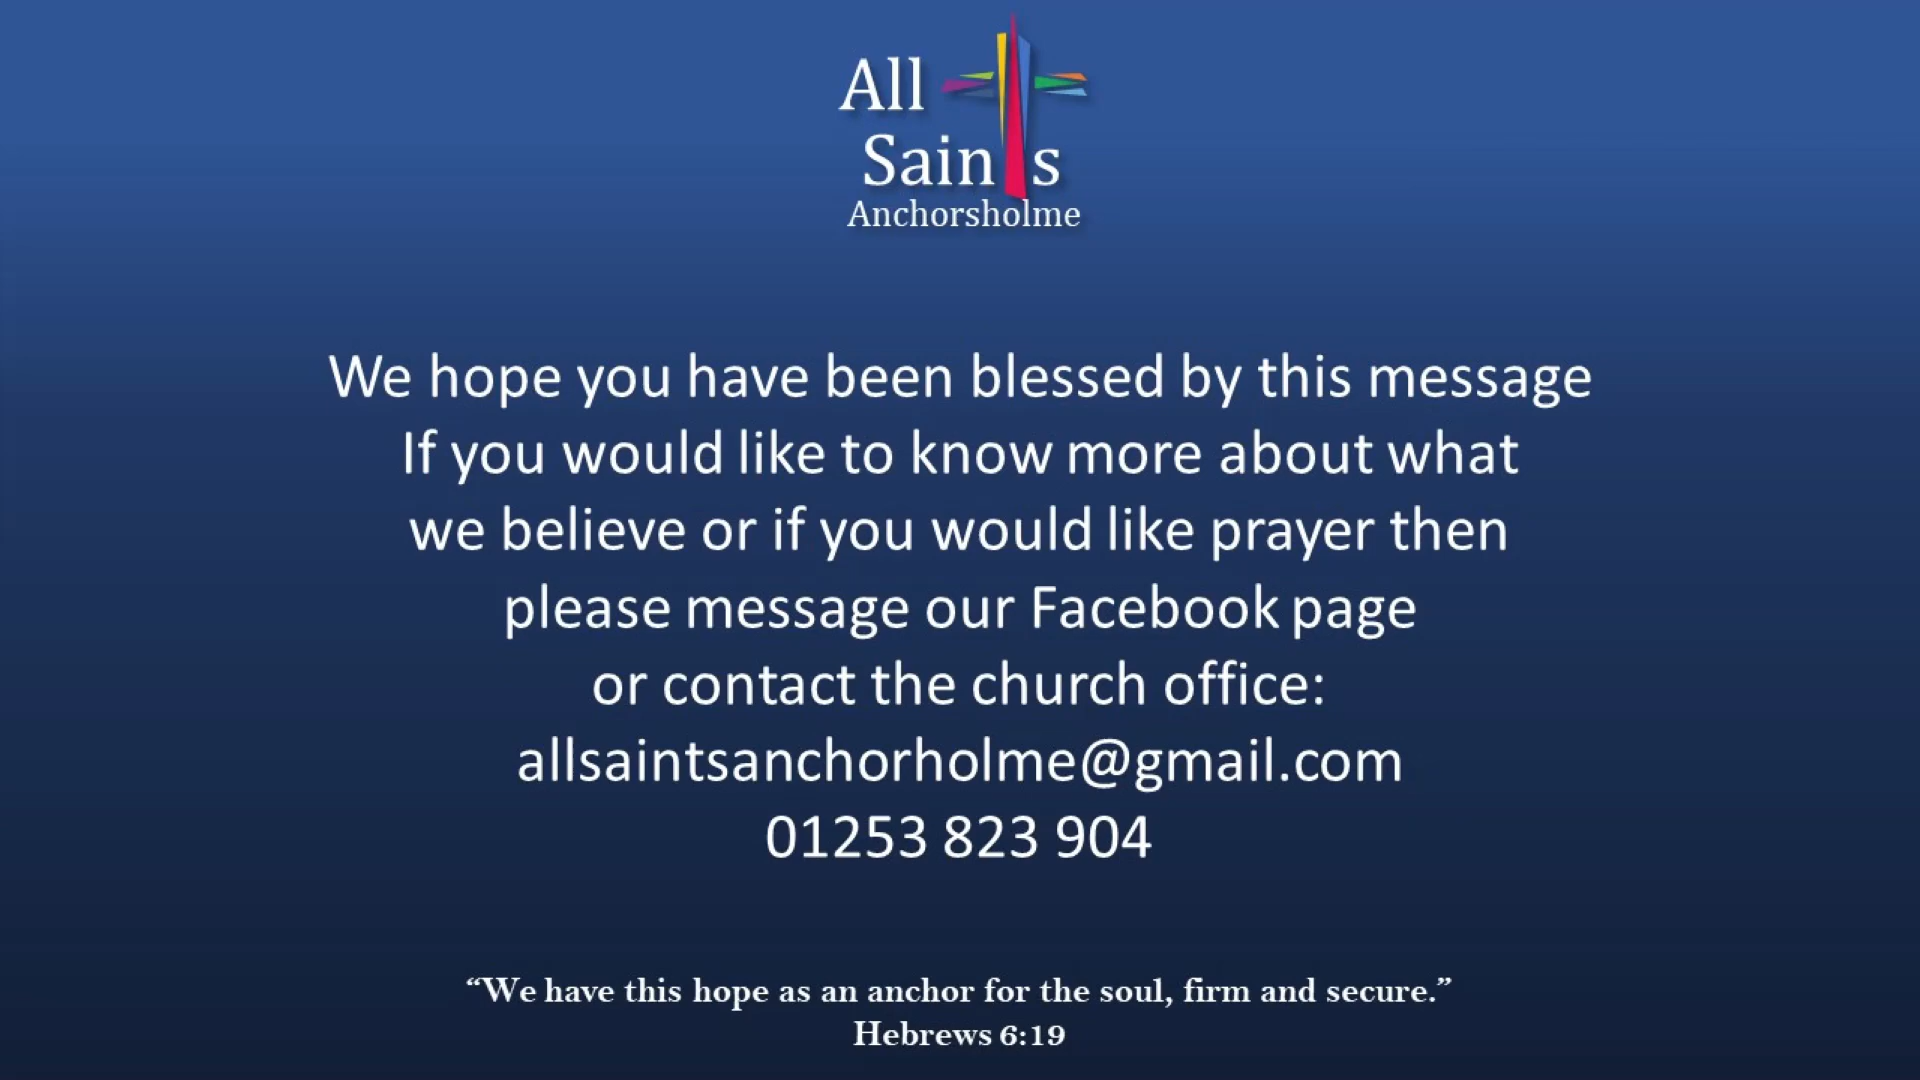 All
Saints
Anchorsholme
We hope you have been blessed by this message
If you would like to know more about what
we believe or if you would like prayer then
please message our Facebook page
or contact the church office:
allsaintsanchorholme@gmail.com
01253 823 904
“We have this hope as an anchor for the soul, firm and secure.”
Hebrews 6:19